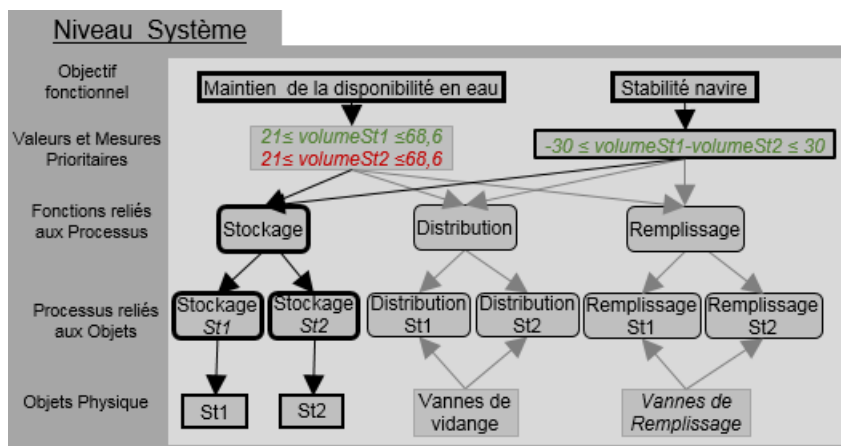 Niveau Système
Objectif
fonctionnel
Maintien de la disponibilité en eau
Stabilité navire
Valeurs et Mesures
Prioritaires
21≤ volumeSt1 ≤68,6
21≤ volumeSt2 ≤68,6
-30 ≤ volumeSt1-volumeSt2 ≤ 30
Fonctions reliés
aux Processus
Stockage
Distribution
Remplissage
Processus reliés
aux Objets
Stockage
St1
Stockage
St2
Distribution
St1
Distribution
St2
Remplissage
St1
Remplissage
St2
Objets Physique
St1
St2
Vannes de
vidange
Vannes de
Remplissage